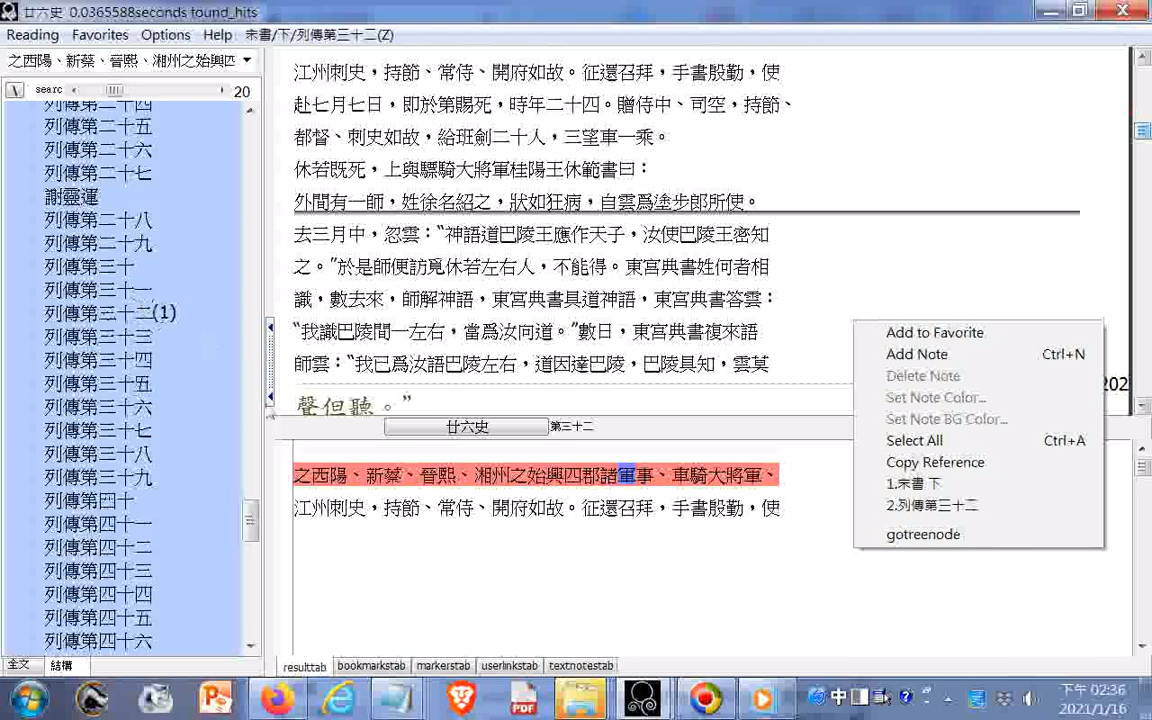 廿六史 0.0365588seconds found_hits
Reading Favorites Options Help 宋書/下/列傳第三十二(Z)
之西陽、新蔡、晉熙、湘州之始興四
searc 20
列傳第二十四
列傳第二十五
列傳第二十六
列傳第二十七
謝靈運
列傳第二十八
列傳第二十九
列傳第三十
列傳第三十一
列傳第三十二(1)
列傳第三十三
列傳第三十四
列傳第三十五
列傳第三十六
列傳第三十七
列傳第三十八
列傳第三十九
列傳第四十
列傳第四十一
列傳第四十二
列傳第四十三
列傳第四十四
列傳第四十五
列傳第四十六
全文 結構
江州刺史，持節、常侍、開府如故。征還召拜，手書殷勤，使
赴七月七日，即於第賜死，時年二十四。贈侍中、司空，持節、
都督、刺史如故，給班劍二十人，三望車一乘。
休若既死，上與驃騎大將軍桂陽王休範書曰：
外間有一師，姓徐名紹之，狀如狂病，自雲爲塗步郎所使。
去三月中，忽雲：“神語道巴陵王應作天子，汝使巴陵王密知
之。”於是師便訪覓休若左右人，不能得。東宮典書姓何者相
識，數去來，師解神語，東宮典書具道神語，東宮典書答雲：
“我識巴陵間一左右，當爲汝向道。”數日，東宮典書複來語
師雲：“我已爲汝語巴陵左右，道因達巴陵，巴陵具知，雲莫
聲但聽。”
202
廿六史 第三十二
之西陽、新蔡、晉熙、湘州之始興四郡諸軍事、車騎大將軍、
江州刺史，持節、常侍、開府如故。征還召拜，手書殷勤，使
resulttab bookmarkstab markerstab userlinkstab textnotestab
Add to Favorite
Add Note Ctrl+N
Delete Note
Set Note Color...
Set Note BG Color...
Select All Ctrl+A
Copy Reference
1.宋書 下
2.列傳第三十二
gotreenode
PDF
中
下午 02:36
2021/1/16